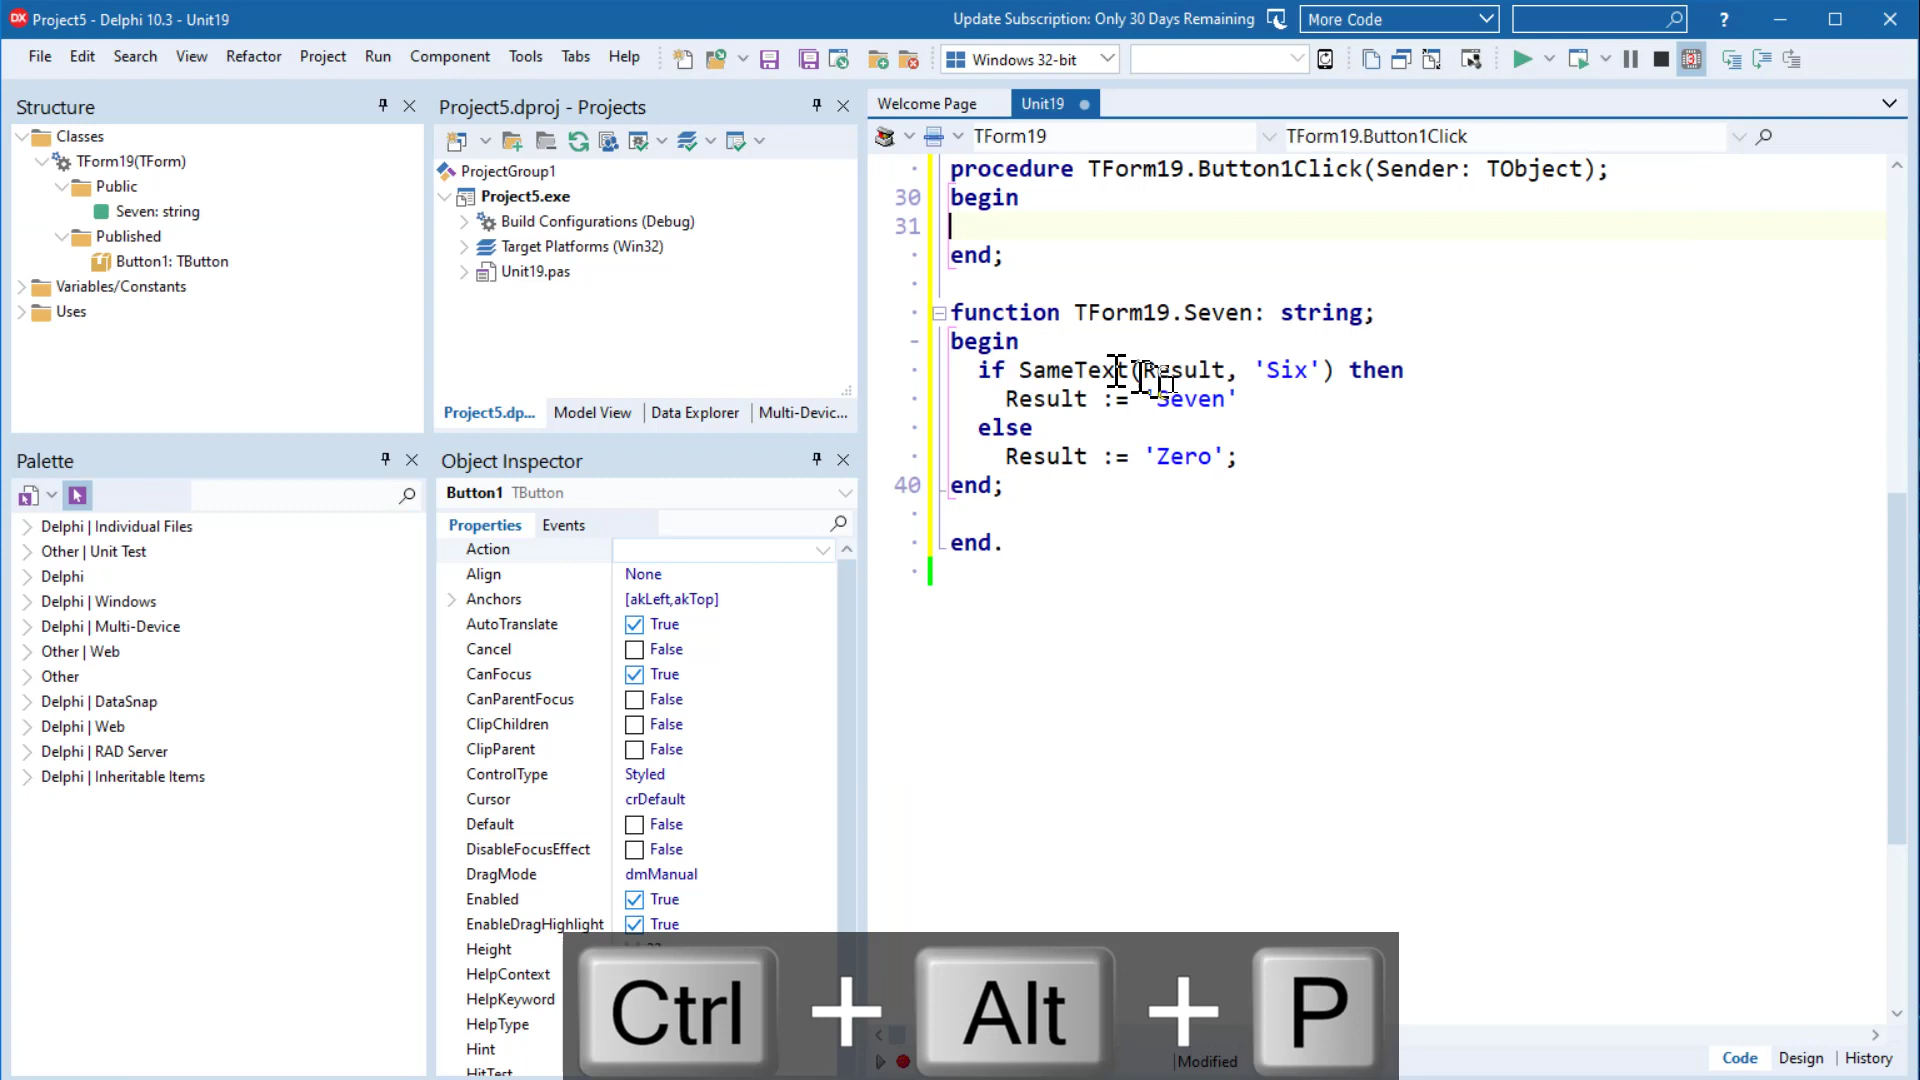 Project5 - Delphi 10.3 - Unit19
Update Subscription: Only 30 Days Remaining
More Code
?
File Edit Search View Refactor Project Run Component Tools Tabs Help
Windows 32-bit
Structure
Classes
TForm19(TForm)
Public
Seven: string
Published
Button1: TButton
Variables/Constants
Uses
Project5.dproj - Projects
ProjectGroup1
Project5.exe
Build Configurations (Debug)
Target Platforms (Win32)
Unit19.pas
Project5.dp... Model View Data Explorer Multi-Devic...
Palette
Delphi | Individual Files
Other | Unit Test
Delphi
Delphi | Windows
Delphi | Multi-Device
Other | Web
Other
Delphi | DataSnap
Delphi | Web
Delphi | RAD Server
Delphi | Inheritable Items
Object Inspector
Button1 TButton
Properties Events
Action
Align None
Anchors [akLeft,akTop]
AutoTranslate True
Cancel False
CanFocus True
CanParentFocus False
ClipChildren False
ClipParent False
ControlType Styled
Cursor crDefault
Default False
DisableFocusEffect False
DragMode dmManual
Enabled True
EnableDragHighlight True
Height
HelpContext
HelpKeyword
HelpType
Hint
HitTest
Welcome Page Unit19
TForm19 TForm19.Button1Click
procedure TForm19.Button1Click(Sender: TObject);
30 begin
31
end;
function TForm19.Seven: string;
begin
if SameText(Result, 'Six') then
Result := 'Seven'
else
Result := 'Zero';
40 end;
end.
Ctrl + Alt + P
Modified
Code Design History